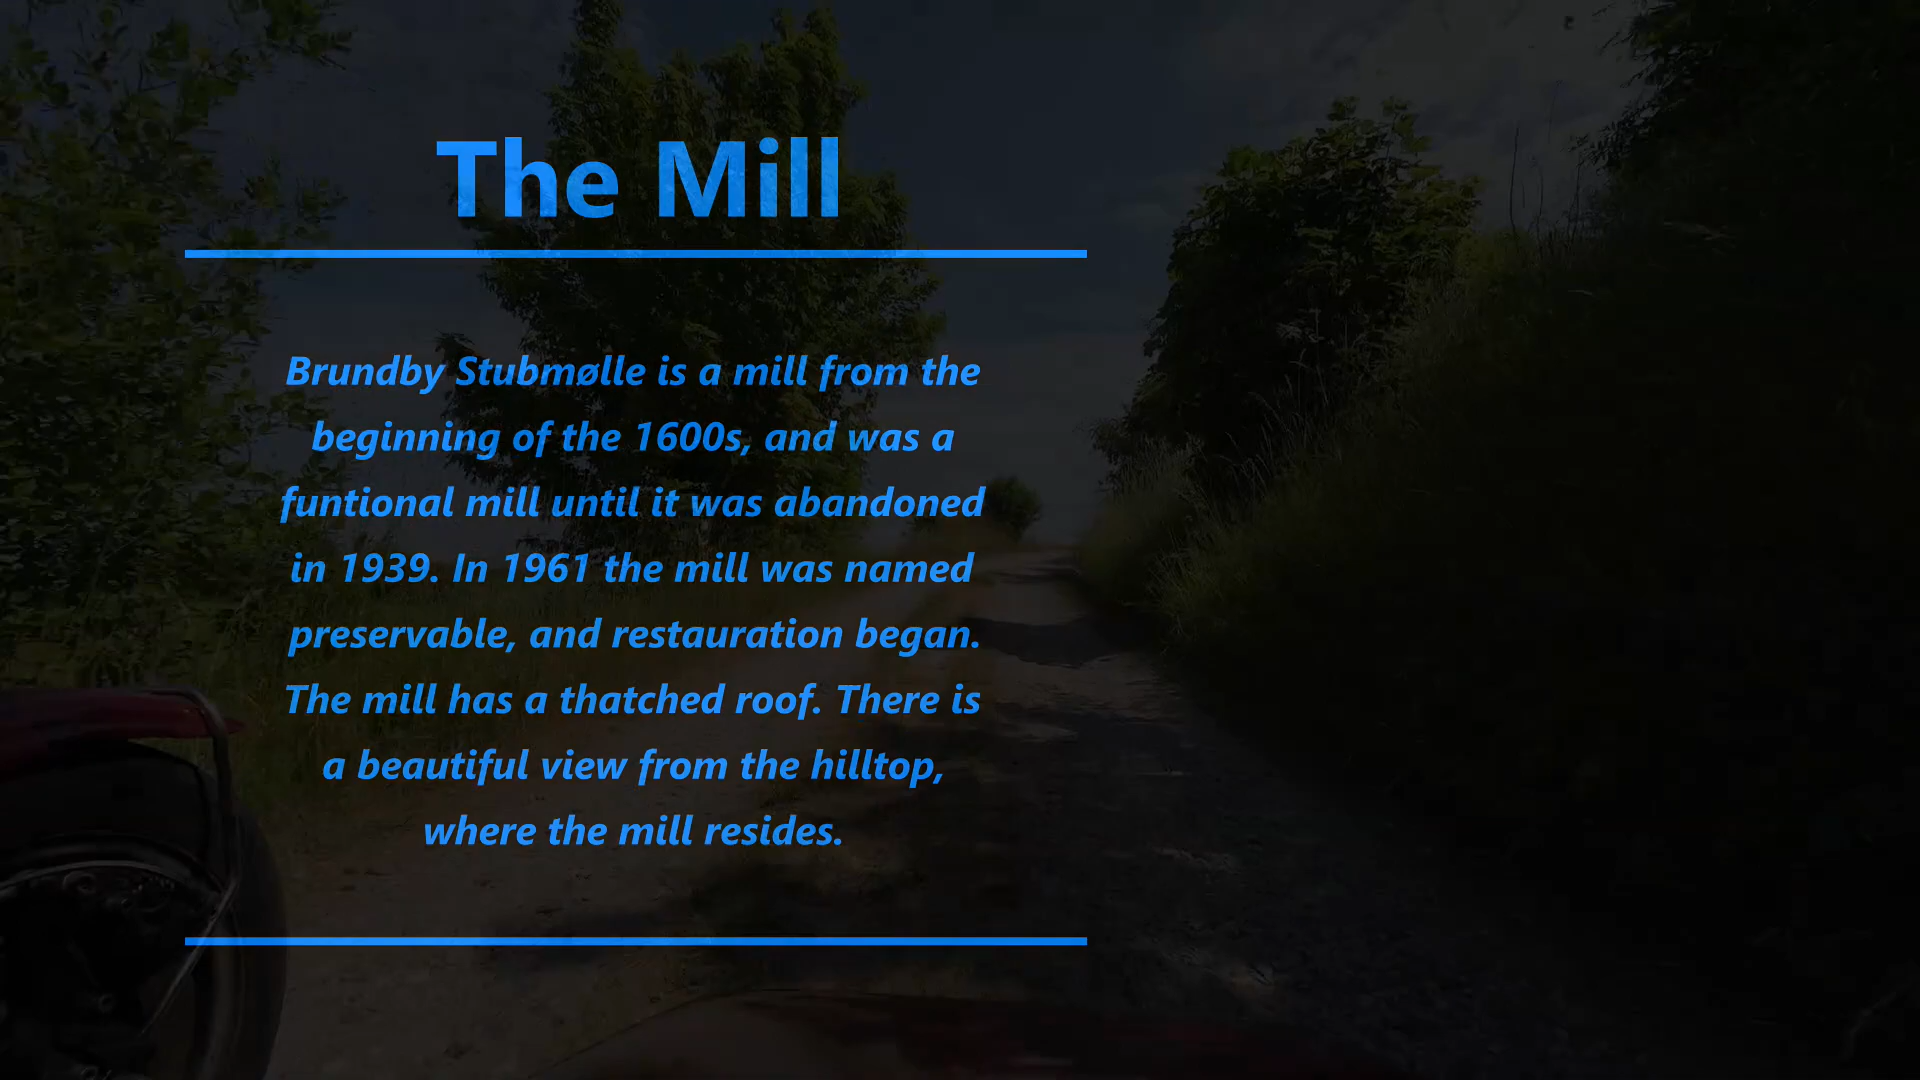 The Mill
Brundby Stubmølle is a mill from the
beginning of the 1600s, and was a
funtional mill until it was abandoned
in 1939. In 1961 the mill was named
preservable, and restauration began.
The mill has a thatched roof. There is
a beautiful view from the hilltop,
where the mill resides.